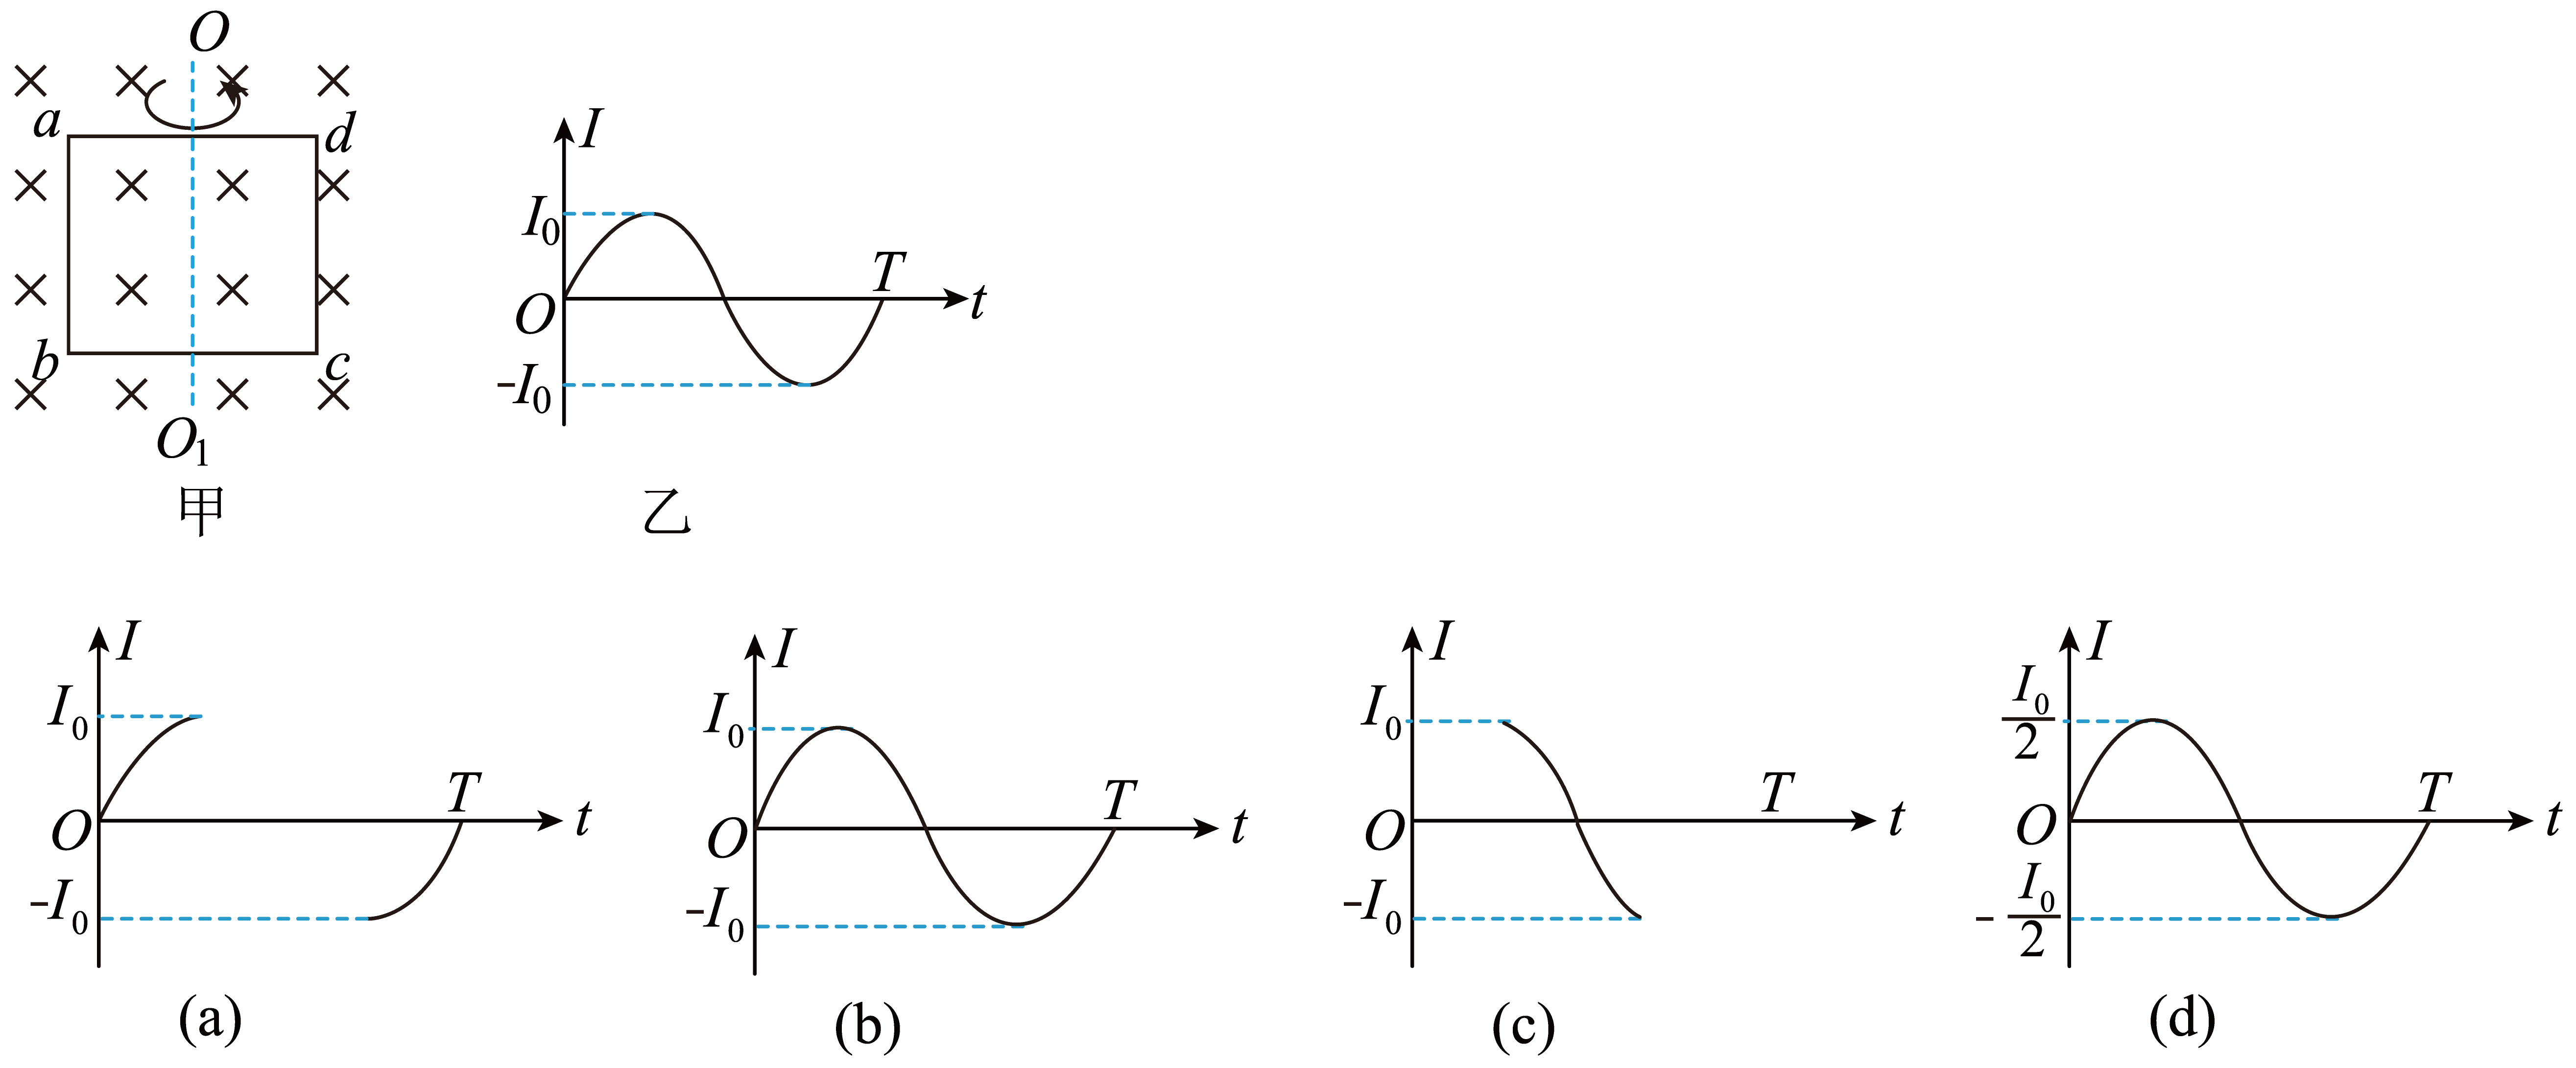 O
a
d
b
c
O₁
甲
I
I₀
O
T
t
-I₀
乙
I
I₀
O
T
t
-I₀
(a)
I
I₀
O
T
t
-I₀
(b)
I
I₀
O
T
t
-I₀
(c)
I
I₀/2
O
T
t
-I₀/2
(d)